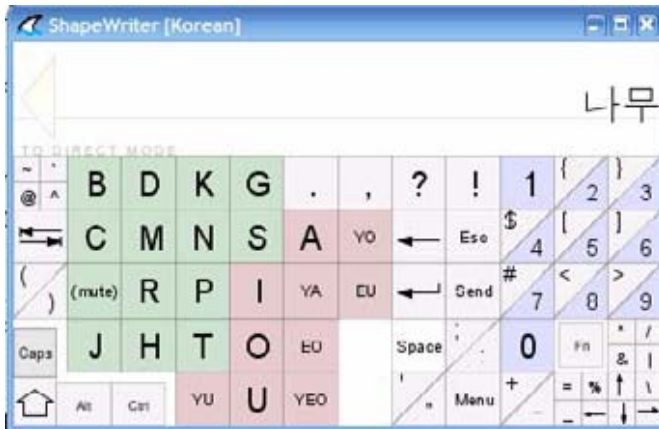 ShapeWriter [Korean]
나무
TO DIRECT MODE
~ `
@ ^
B D K G . , ? ! 1 { 2 } 3
C M N S A YO ← Esc $ 4 [ 5 ] 6
( ) (mute) R P I YA EU ↵ Send # 7 < 8 > 9
Caps J H T O EO Space 0 Fn * / & |
Alt Ctrl YU U YEO ' " Menu + - = % ↑ \ _ ← ↓ →